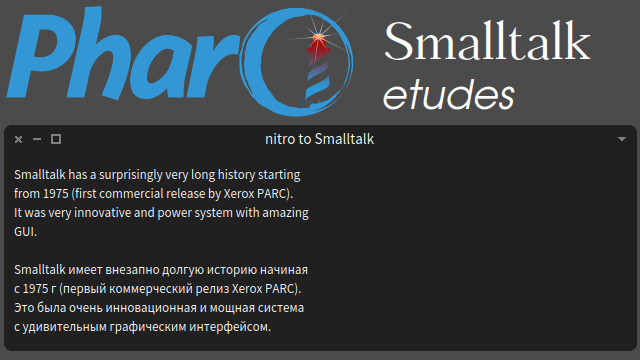 Pharo
Smalltalk
etudes
nitro to Smalltalk
Smalltalk has a surprisingly very long history starting
from 1975 (first commercial release by Xerox PARC).
It was very innovative and power system with amazing
GUI.
Smalltalk имеет внезапно долгую историю начиная
с 1975 г (первый коммерческий релиз Xerox PARC).
Это была очень инновационная и мощная система
с удивительным графическим интерфейсом.